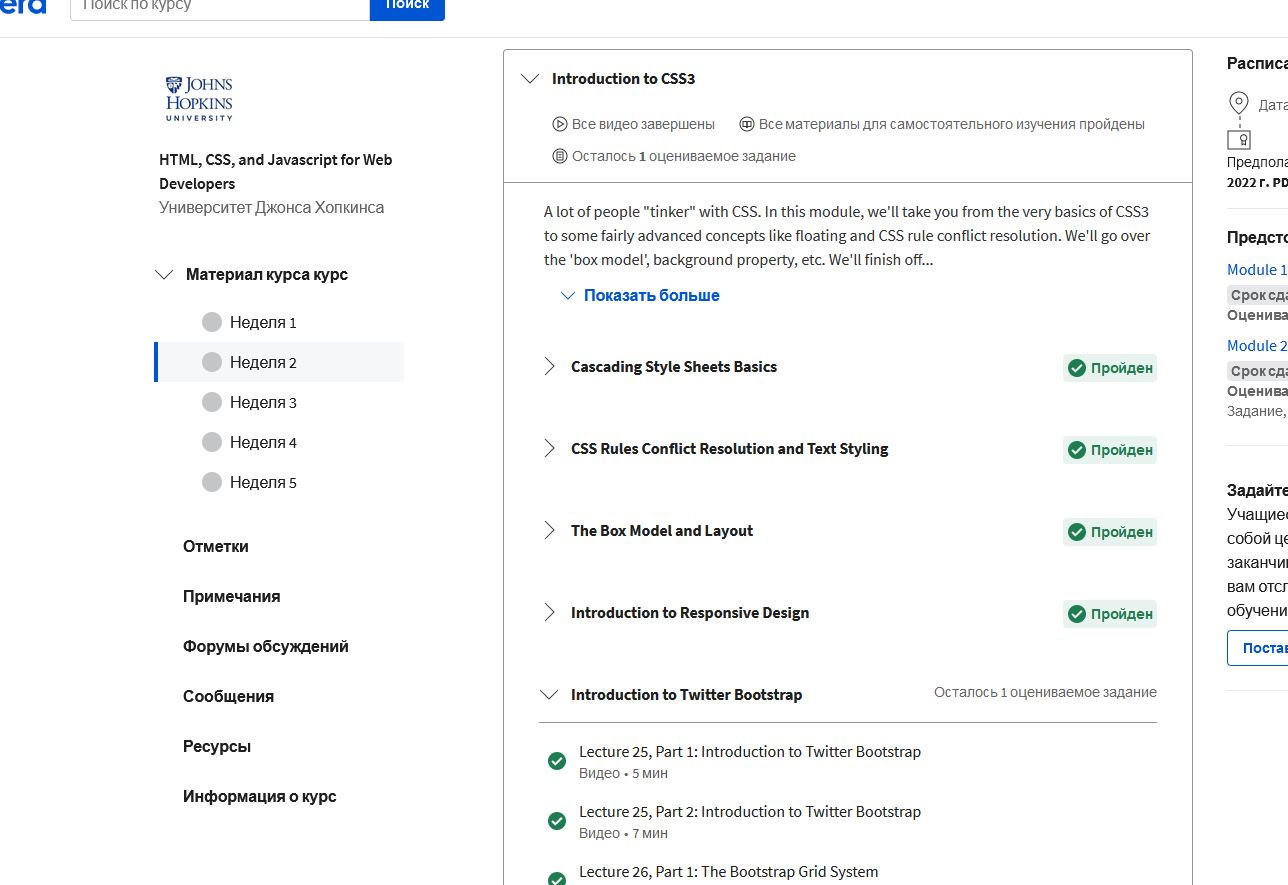 era
Поиск по курсу
Поиск
JOHNS
HOPKINS
UNIVERSITY
HTML, CSS, and Javascript for Web
Developers
Университет Джонса Хопкинса
Материал курса курс
Неделя 1
Неделя 2
Неделя 3
Неделя 4
Неделя 5
Отметки
Примечания
Форумы обсуждений
Сообщения
Ресурсы
Информация о курс
Introduction to CSS3
Все видео завершены
Все материалы для самостоятельного изучения пройдены
Осталось 1 оцениваемое задание
A lot of people "tinker" with CSS. In this module, we'll take you from the very basics of CSS3
to some fairly advanced concepts like floating and CSS rule conflict resolution. We'll go over
the 'box model', background property, etc. We'll finish off...
Показать больше
Cascading Style Sheets Basics
Пройден
CSS Rules Conflict Resolution and Text Styling
Пройден
The Box Model and Layout
Пройден
Introduction to Responsive Design
Пройден
Introduction to Twitter Bootstrap
Осталось 1 оцениваемое задание
Lecture 25, Part 1: Introduction to Twitter Bootstrap
Видео • 5 мин
Lecture 25, Part 2: Introduction to Twitter Bootstrap
Видео • 7 мин
Lecture 26, Part 1: The Bootstrap Grid System
Расписа
Дата
Предпола
2022 г. PD
Предсто
Module 1
Срок сда
Оценива
Module 2
Срок сда
Оценива
Задание,
Задайте
Учащиес
собой це
заканчи
вам отсл
обучени
Постав